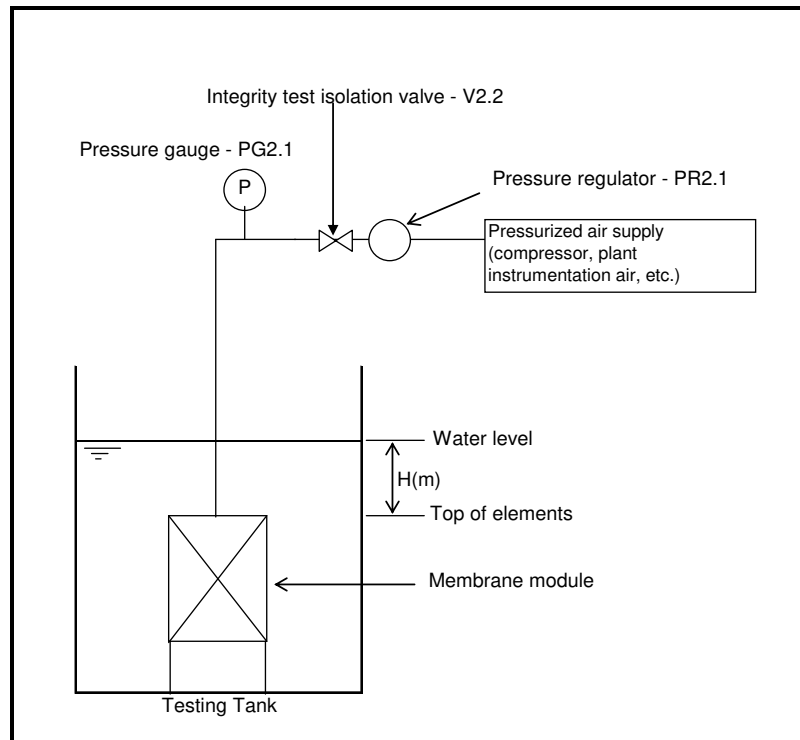 Integrity test isolation valve - V2.2
Pressure gauge - PG2.1
P
Pressure regulator - PR2.1
Pressurized air supply
(compressor, plant
instrumentation air, etc.)
Water level
H(m)
Top of elements
Membrane module
Testing Tank